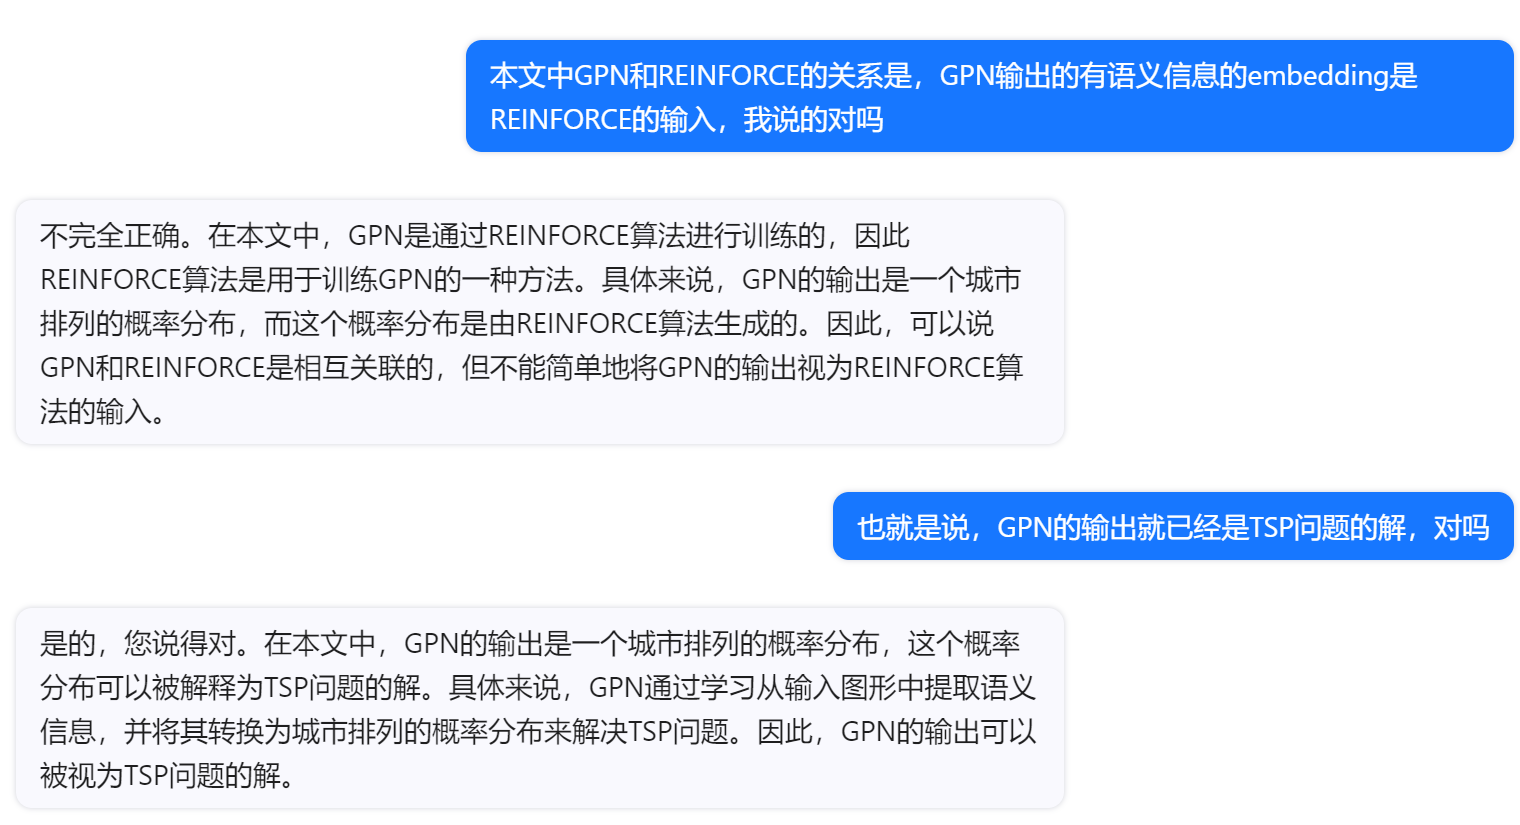 本文中GPN和REINFORCE的关系是，GPN输出的有语义信息的embedding是
REINFORCE的输入，我说的对吗
不完全正确。在本文中，GPN是通过REINFORCE算法进行训练的，因此
REINFORCE算法是用于训练GPN的一种方法。具体来说，GPN的输出是一个城市
排列的概率分布，而这个概率分布是由REINFORCE算法生成的。因此，可以说
GPN和REINFORCE是相互关联的，但不能简单地将GPN的输出视为REINFORCE算
法的输入。
也就是说，GPN的输出就已经是TSP问题的解，对吗
是的，您说得对。在本文中，GPN的输出是一个城市排列的概率分布，这个概率
分布可以被解释为TSP问题的解。具体来说，GPN通过学习从输入图形中提取语义
信息，并将其转换为城市排列的概率分布来解决TSP问题。因此，GPN的输出可以
被视为TSP问题的解。